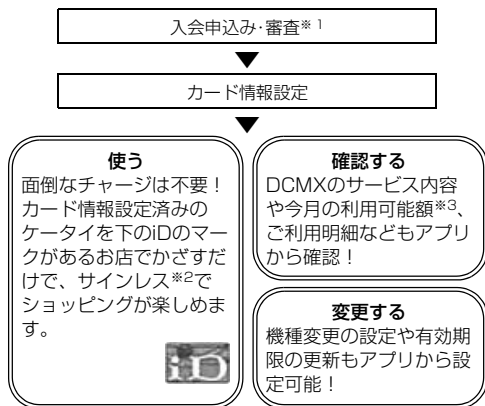 入会申込み・審査※1
カード情報設定
使う
面倒なチャージは不要！
カード情報設定済みの
ケータイを下のiDのマー
クがあるお店でかざすだ
けで、サインレス※2で
ショッピングが楽しめま
す。
iD
確認する
DCMXのサービス内容
や今月の利用可能額※3、
ご利用明細などもアプリ
から確認！
変更する
機種変更の設定や有効期
限の更新もアプリから設
定可能！